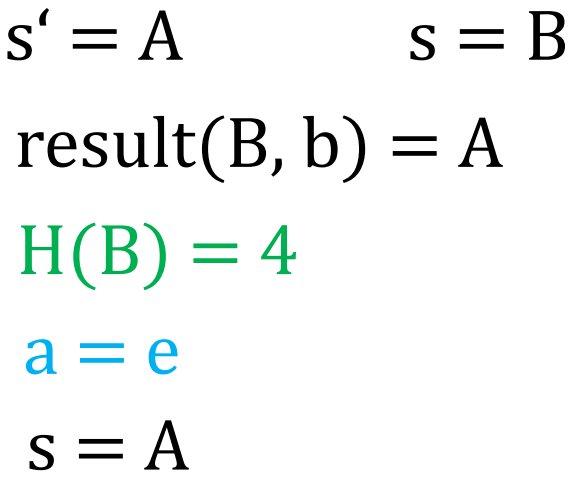 s‘ = A s = B
result(B, b) = A
H(B) = 4
a = e
s = A